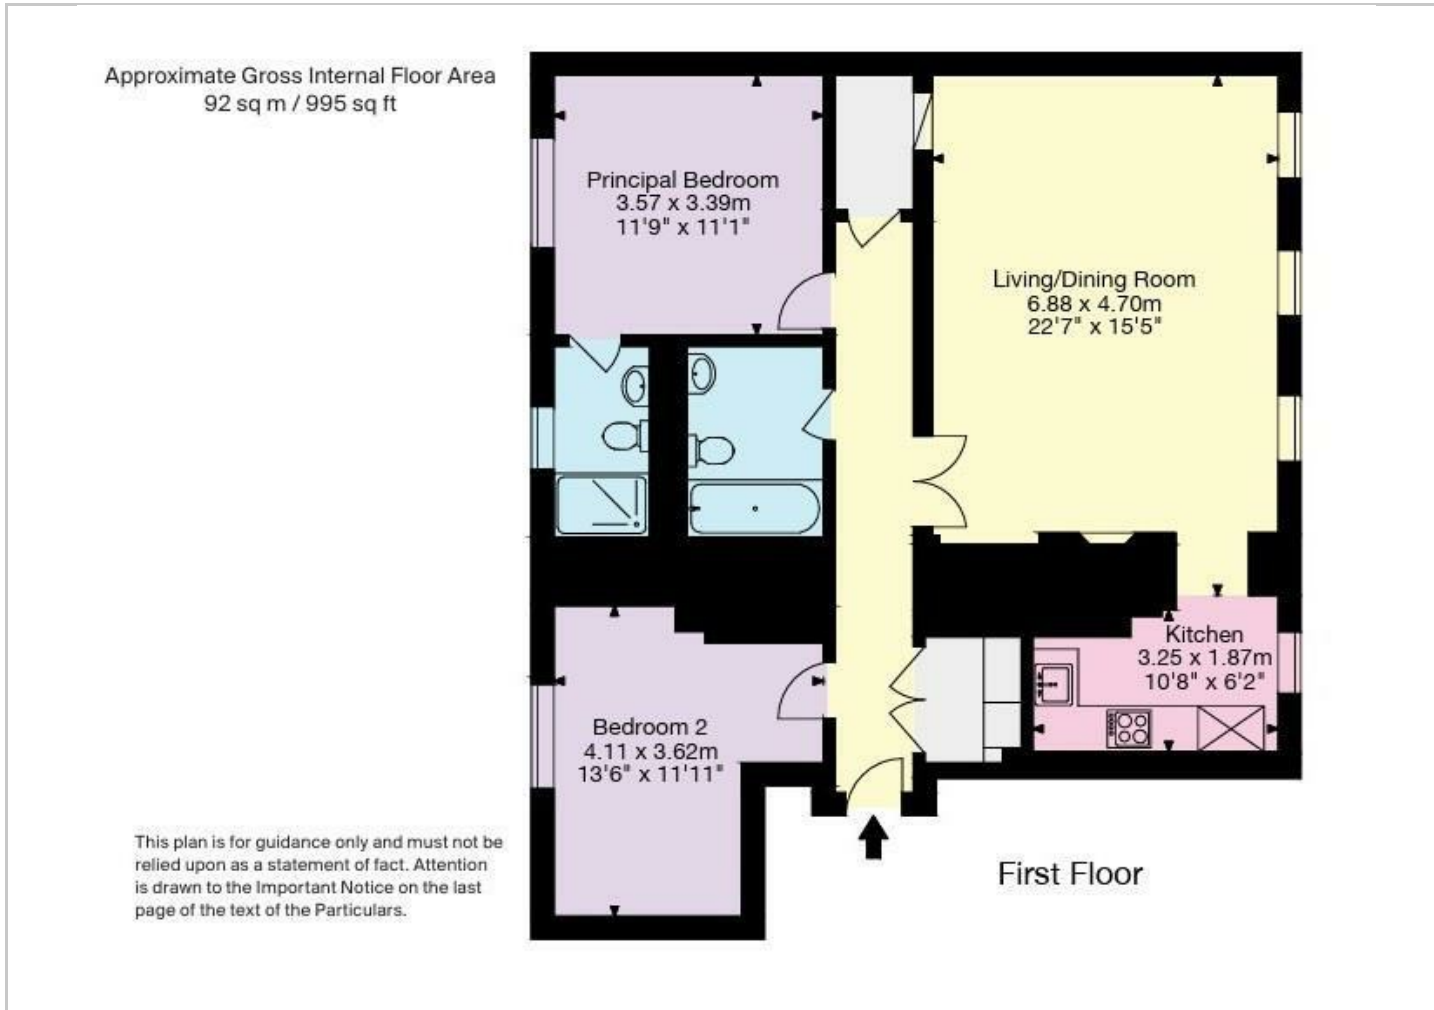 Approximate Gross Internal Floor Area
92 sq m / 995 sq ft
Principal Bedroom
3.57 x 3.39m
11'9" x 11'1"
Living/Dining Room
6.88 x 4.70m
22'7" x 15'5"
Kitchen
3.25 x 1.87m
10'8" x 6'2"
Bedroom 2
4.11 x 3.62m
13'6" x 11'11"
This plan is for guidance only and must not be
relied upon as a statement of fact. Attention
is drawn to the Important Notice on the last
page of the text of the Particulars.
First Floor